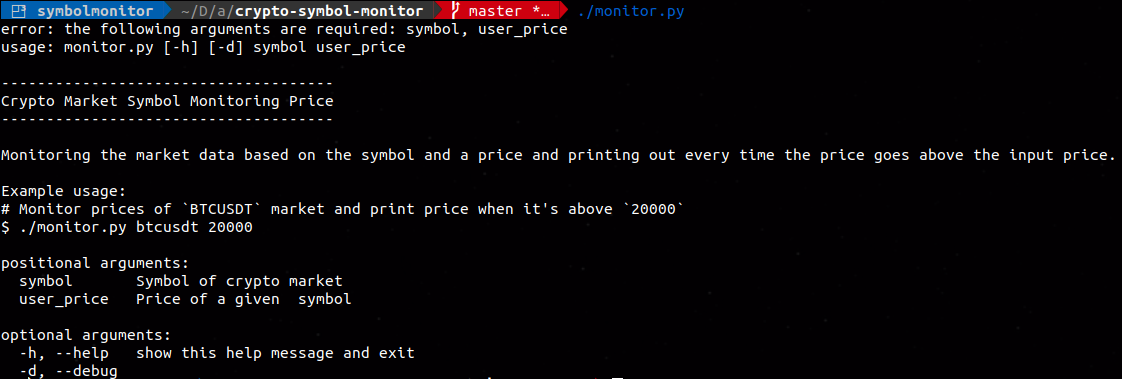 symbolmonitor ~/D/a/crypto-symbol-monitor master *… ./monitor.py
error: the following arguments are required: symbol, user_price
usage: monitor.py [-h] [-d] symbol user_price
-------------------------------------
Crypto Market Symbol Monitoring Price
-------------------------------------
Monitoring the market data based on the symbol and a price and printing out every time the price goes above the input price.
Example usage:
# Monitor prices of `BTCUSDT` market and print price when it's above `20000`
$ ./monitor.py btcusdt 20000
positional arguments:
  symbol       Symbol of crypto market
  user_price   Price of a given  symbol
optional arguments:
  -h, --help   show this help message and exit
  -d, --debug